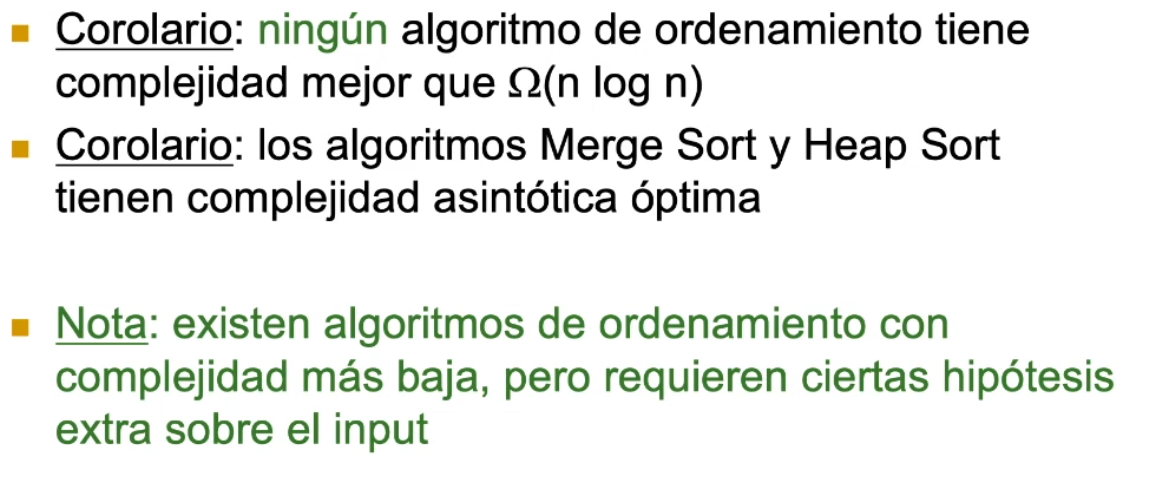 Corolario: ningún algoritmo de ordenamiento tiene
complejidad mejor que Ω(n log n)
Corolario: los algoritmos Merge Sort y Heap Sort
tienen complejidad asintótica óptima
Nota: existen algoritmos de ordenamiento con
complejidad más baja, pero requieren ciertas hipótesis
extra sobre el input